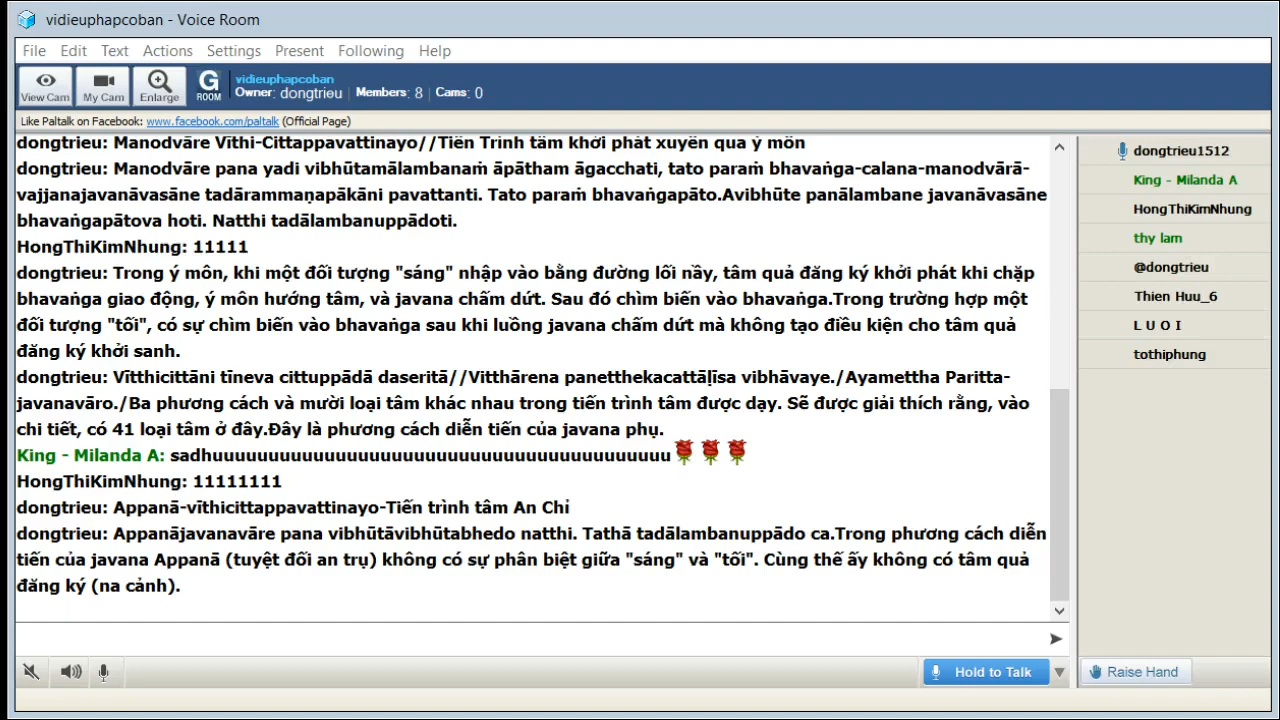 vidieuphapcoban - Voice Room
File Edit Text Actions Settings Present Following Help
View Cam My Cam Enlarge G ROOM vidieuphapcoban
Owner: dongtrieu | Members: 8 | Cams: 0
Like Paltalk on Facebook: www.facebook.com/paltalk (Official Page)
dongtrieu: Manodvāre Vīthi-Cittappavattinayo//Tiến Trình tâm khởi phát xuyên qua ý môn
dongtrieu: Manodvāre pana yadi vibhūtamālambanaṁ āpātham āgacchati, tato paraṁ bhavaṅga-calana-manodvārā-
vajjanajavanāvasāne tadārammaṇapākāni pavattanti. Tato paraṁ bhavaṅgapāto.Avibhūte panālambane javanāvasāne
bhavaṅgapātova hoti. Natthi tadālambanuppādoti.
HongThiKimNhung: 11111
dongtrieu: Trong ý môn, khi một đối tượng "sáng" nhập vào bằng đường lối nầy, tâm quả đăng ký khởi phát khi chặp
bhavaṅga giao động, ý môn hướng tâm, và javana chấm dứt. Sau đó chìm biến vào bhavaṅga.Trong trường hợp một
đối tượng "tối", có sự chìm biến vào bhavaṅga sau khi luồng javana chấm dứt mà không tạo điều kiện cho tâm quả
đăng ký khởi sanh.
dongtrieu: Vītthicittāni tīneva cittuppādā daseritā//Vitthārena panetthekacattāḷīsa vibhāvaye./Ayamettha Paritta-
javanavāro./Ba phương cách và mười loại tâm khác nhau trong tiến trình tâm được dạy. Sẽ được giải thích rằng, vào
chi tiết, có 41 loại tâm ở đây.Đây là phương cách diễn tiến của javana phụ.
King - Milanda A: sadhuuuuuuuuuuuuuuuuuuuuuuuuuuuuuuuuuuuuuuuuu
HongThiKimNhung: 11111111
dongtrieu: Appanā-vīthicittappavattinayo-Tiến trình tâm An Chỉ
dongtrieu: Appanājavanavāre pana vibhūtāvibhūtabhedo natthi. Tathā tadālambanuppādo ca.Trong phương cách diễn
tiến của javana Appanā (tuyệt đối an trụ) không có sự phân biệt giữa "sáng" và "tối". Cùng thế ấy không có tâm quả
đăng ký (na cảnh).
dongtrieu1512
King - Milanda A
HongThiKimNhung
thy lam
@dongtrieu
Thien Huu_6
L U O I
tothiphung
Hold to Talk
Raise Hand